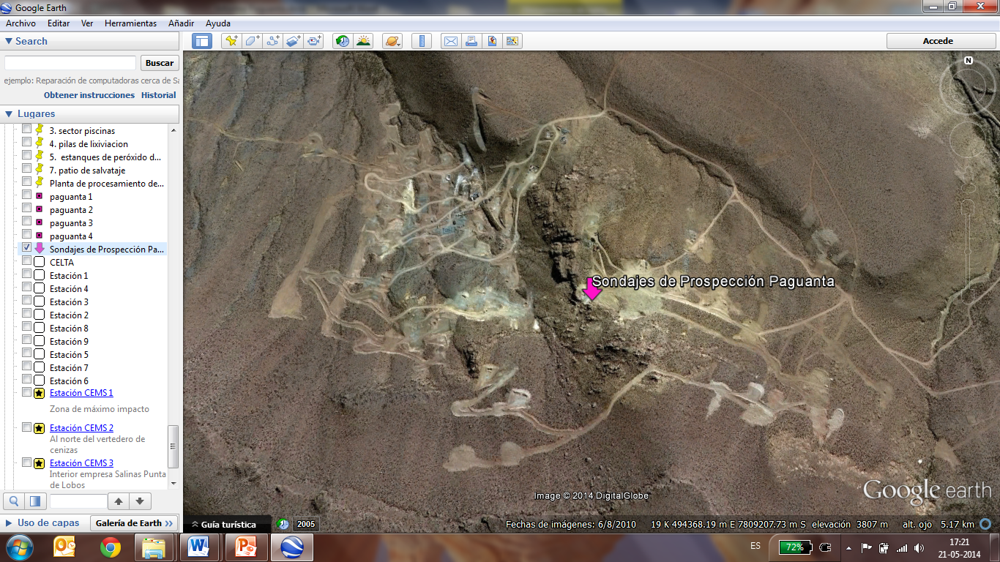 Google Earth
Archivo Editar Ver Herramientas Añadir Ayuda
Search
Accede
Buscar
ejemplo: Reparación de computadoras cerca de Sa
Obtener instrucciones Historial
Lugares
3. sector piscinas
4. pilas de lixiviacion
5. estanques de peróxido d...
7. patio de salvataje
Planta de procesamiento de...
paguanta 1
paguanta 2
paguanta 3
paguanta 4
Sondajes de Prospección Pa...
CELTA
Estación 1
Estación 4
Estación 3
Estación 2
Estación 8
Estación 9
Estación 5
Estación 7
Estación 6
Estación CEMS 1
Zona de máximo impacto
Estación CEMS 2
Al norte del vertedero de
cenizas
Estación CEMS 3
Interior empresa Salinas Punta
de Lobos
Uso de capas
Galería de Earth
N
Sondajes de Prospección Paguanta
Image © 2014 DigitalGlobe
Google earth
Guía turística
2005
Fechas de imágenes: 6/8/2010 19 K 494368.19 m E 7809207.73 m S elevación 3807 m alt. ojo 5.17 km
ES
72%
17:21
21-05-2014